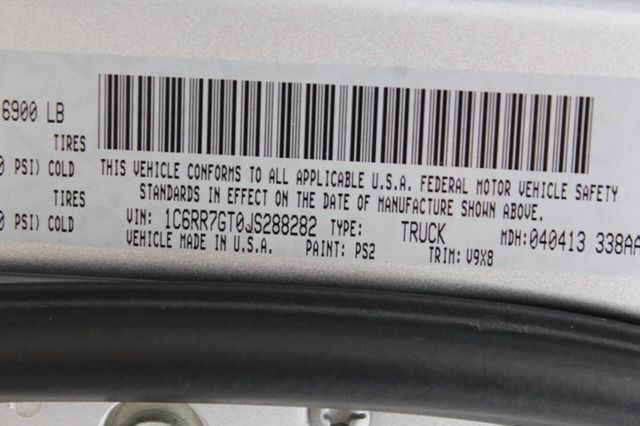 6900 LB
TIRES
0 PSI) COLD
TIRES
0 PSI) COLD
THIS VEHICLE CONFORMS TO ALL APPLICABLE U.S.A. FEDERAL MOTOR VEHICLE SAFETY
STANDARDS IN EFFECT ON THE DATE OF MANUFACTURE SHOWN ABOVE.
VIN: 1C6RR7GT0JS288282 TYPE: TRUCK MDH:040413 338AA
VEHICLE MADE IN U.S.A. PAINT: PS2 TRIM: V9X8